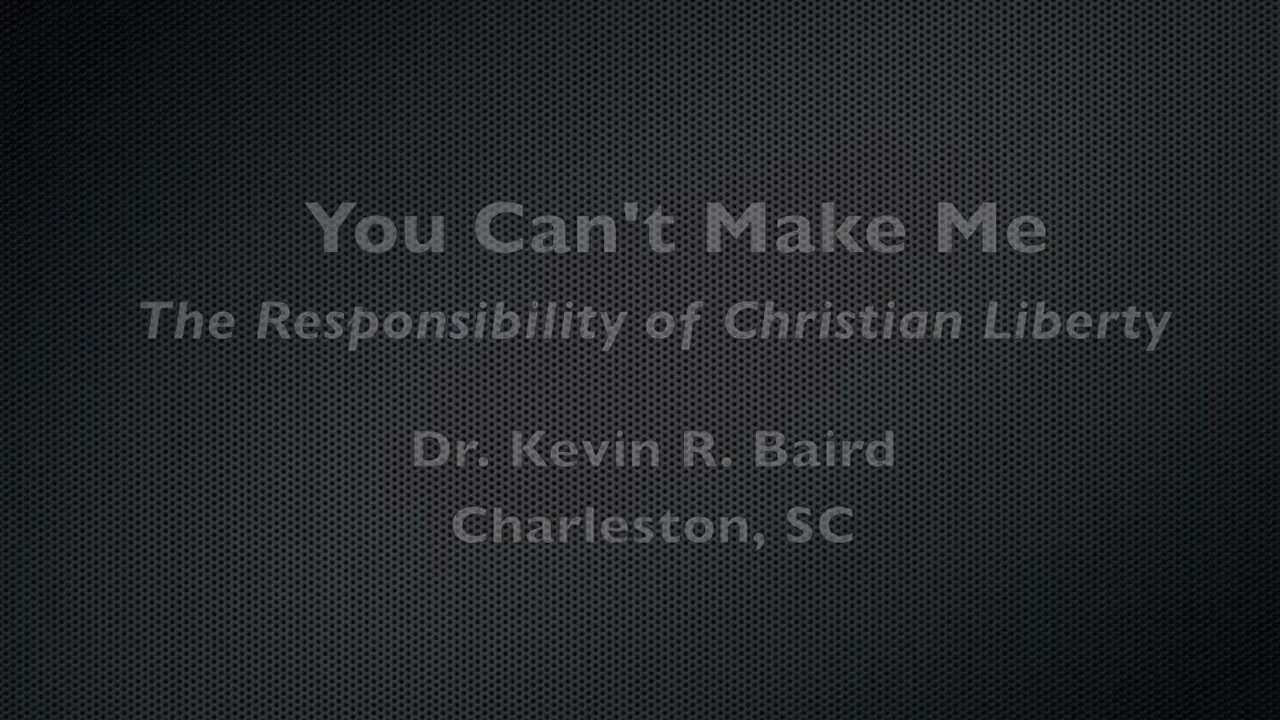 You Can't Make Me
The Responsibility of Christian Liberty
Dr. Kevin R. Baird
Charleston, SC